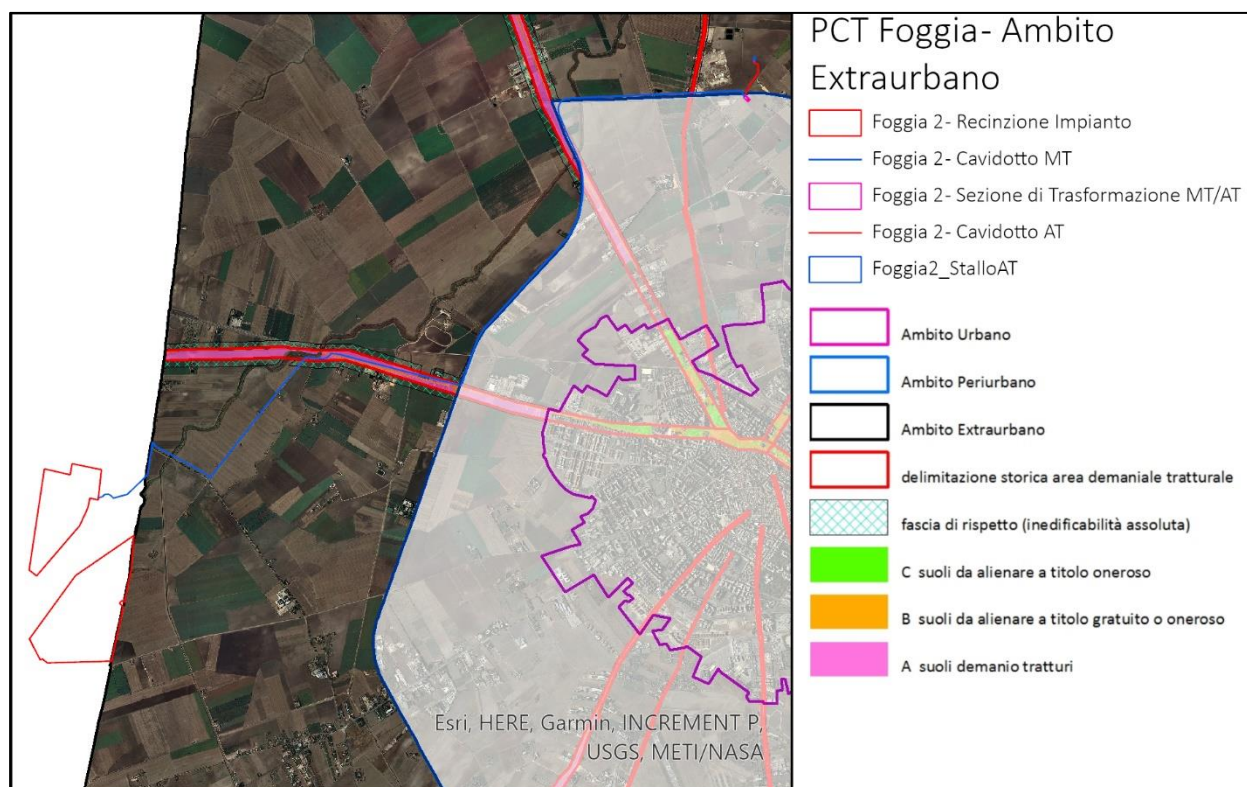 PCT Foggia- Ambito
Extraurbano
Foggia 2- Recinzione Impianto
Foggia 2- Cavidotto MT
Foggia 2- Sezione di Trasformazione MT/AT
Foggia 2- Cavidotto AT
Foggia2_StalloAT
Ambito Urbano
Ambito Periurbano
Ambito Extraurbano
delimitazione storica area demaniale tratturale
fascia di rispetto (inedificabilità assoluta)
C suoli da alienare a titolo oneroso
B suoli da alienare a titolo gratuito o oneroso
A suoli demanio tratturi
Esri, HERE, Garmin, INCREMENT P,
USGS, METI/NASA